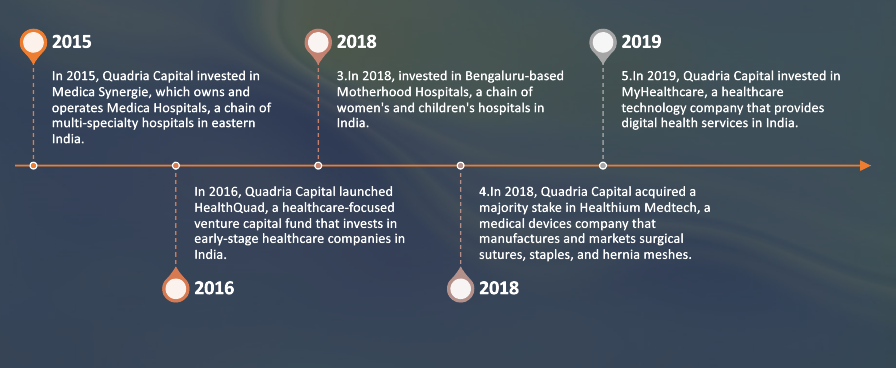 2015
In 2015, Quadria Capital invested in
Medica Synergie, which owns and
operates Medica Hospitals, a chain of
multi-specialty hospitals in eastern
India.
2018
3.In 2018, invested in Bengaluru-based
Motherhood Hospitals, a chain of
women's and children's hospitals in
India.
2019
5.In 2019, Quadria Capital invested in
MyHealthcare, a healthcare
technology company that provides
digital health services in India.
In 2016, Quadria Capital launched
HealthQuad, a healthcare-focused
venture capital fund that invests in
early-stage healthcare companies in
India.
2016
4.In 2018, Quadria Capital acquired a
majority stake in Healthium Medtech, a
medical devices company that
manufactures and markets surgical
sutures, staples, and hernia meshes.
2018